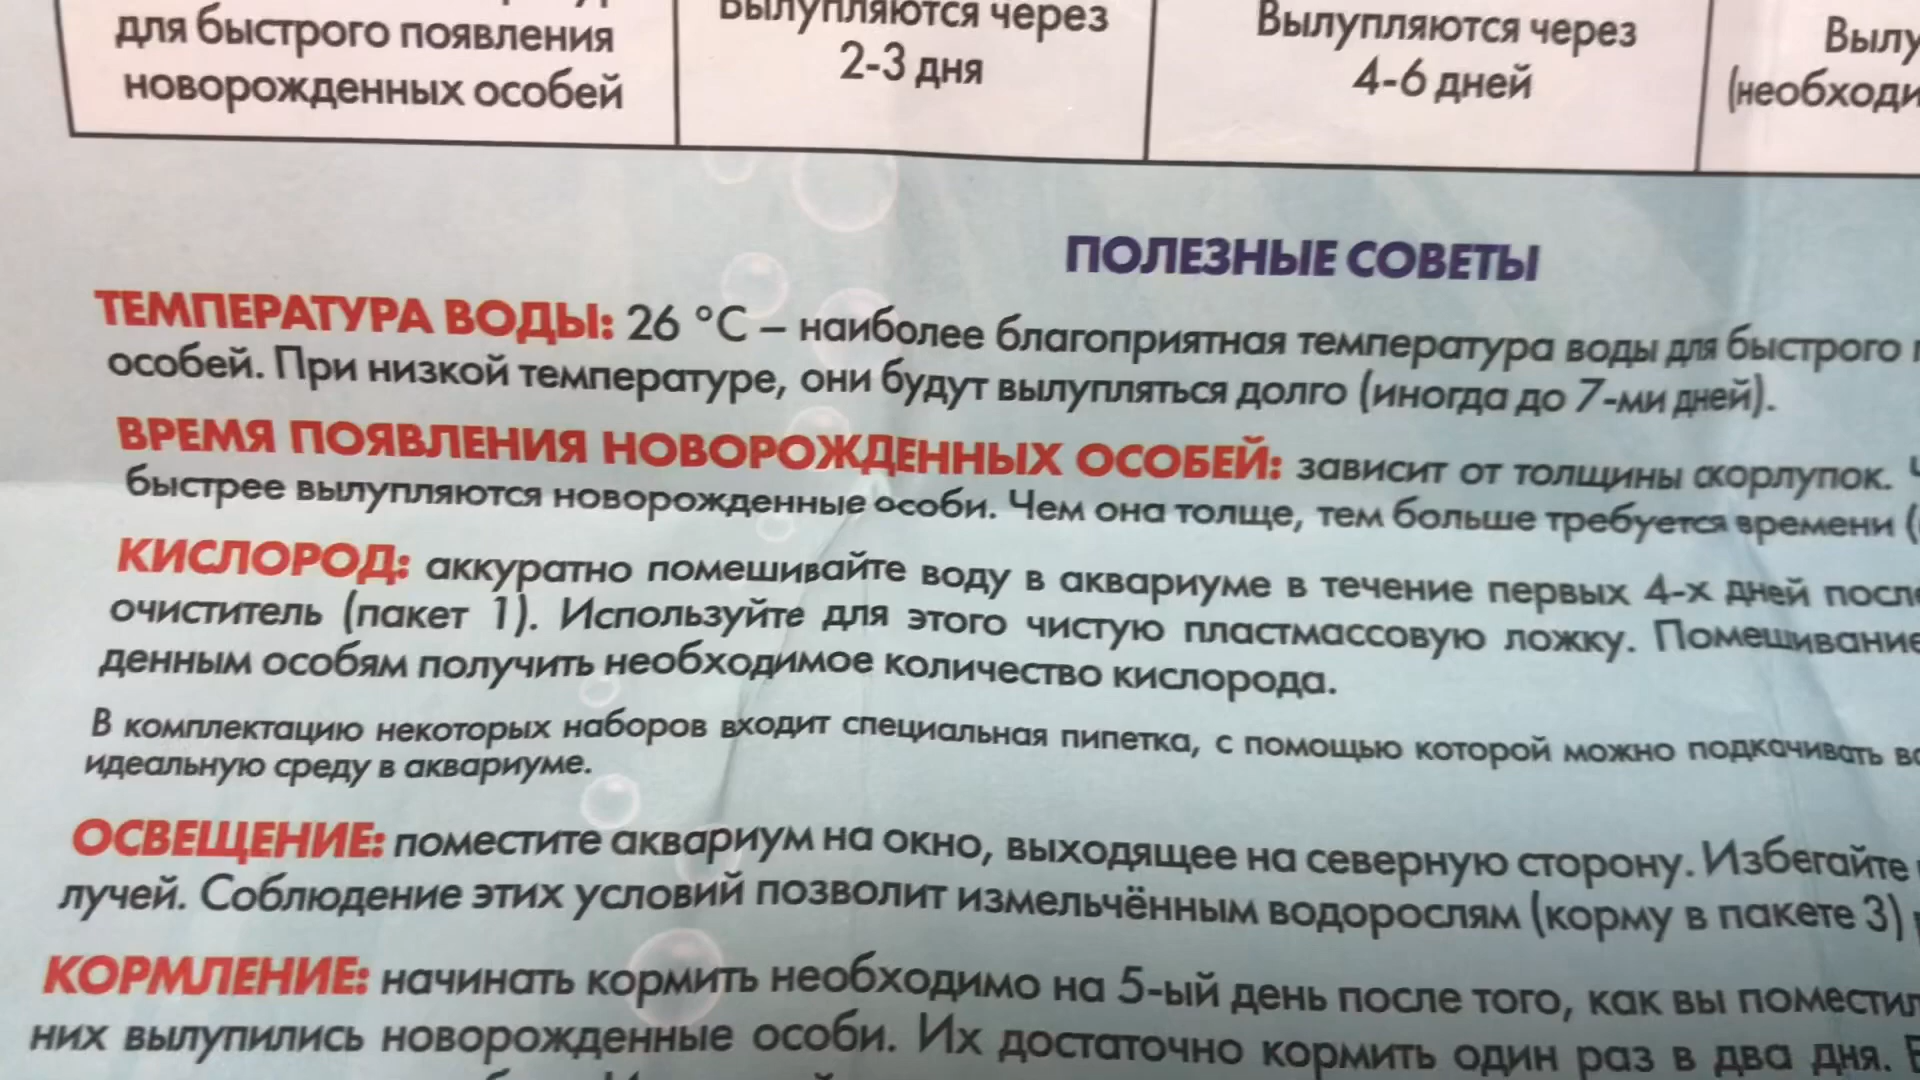 для быстрого появления
новорожденных особей
Вылупляются через
2-3 дня
Вылупляются через
4-6 дней
ПОЛЕЗНЫЕ СОВЕТЫ
ТЕМПЕРАТУРА ВОДЫ: 26 °C – наиболее благоприятная температура воды для быстрого
особей. При низкой температуре, они будут вылупляться долго (иногда до 7-ми дней).
ВРЕМЯ ПОЯВЛЕНИЯ НОВОРОЖДЕННЫХ ОСОБЕЙ: зависит от толщины скорлупок.
быстрее вылупляются новорожденные особи. Чем она толще, тем больше требуется времени (
КИСЛОРОД: аккуратно помешивайте воду в аквариуме в течение первых 4-х дней
очиститель (пакет 1). Используйте для этого чистую пластмассовую ложку. Помешивание
денным особям получить необходимое количество кислорода.
В комплектацию некоторых наборов входит специальная пипетка, с помощью которой можно подкачивать
идеальную среду в аквариуме.
ОСВЕЩЕНИЕ: поместите аквариум на окно, выходящее на северную сторону. Избегайте
лучей. Соблюдение этих условий позволит измельчённым водорослям (корму в пакете 3)
КОРМЛЕНИЕ: начинать кормить необходимо на 5-ый день после того, как вы
них вылупились новорожденные особи. Их достаточно кормить один раз в два дня.